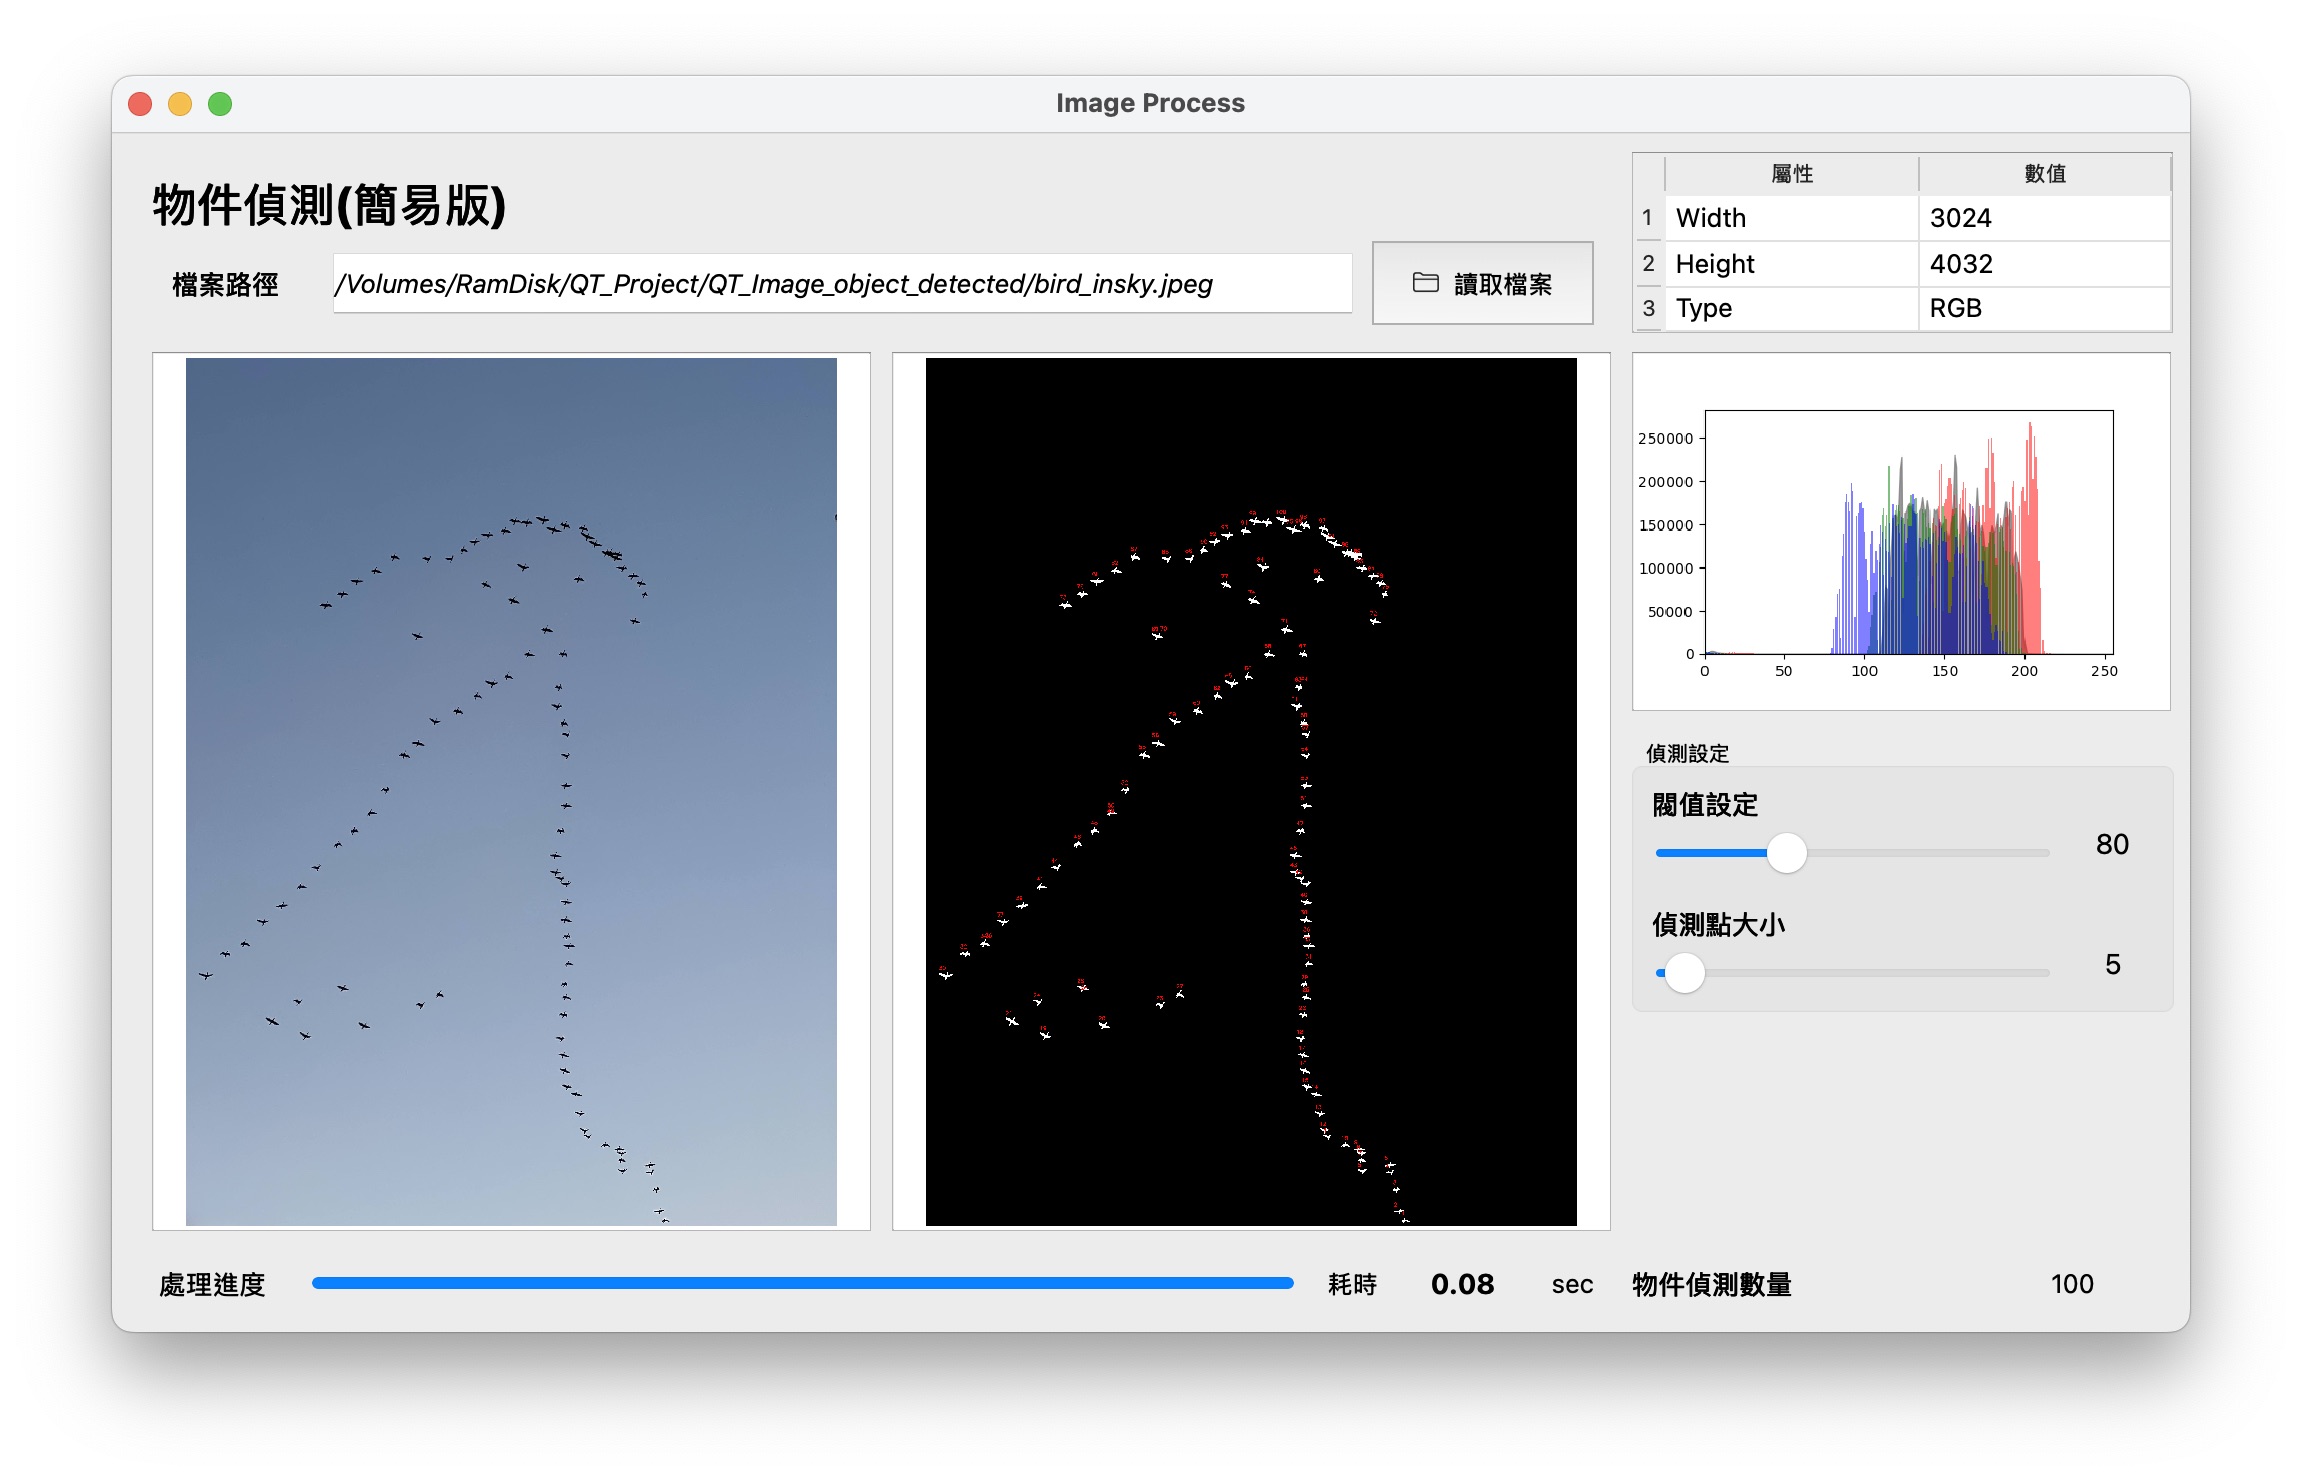 Image Process
物件偵測(簡易版)
檔案路徑
/Volumes/RamDisk/QT_Project/QT_Image_object_detected/bird_insky.jpeg
讀取檔案
屬性 數值
1 Width 3024
2 Height 4032
3 Type RGB
250000
200000
150000
100000
50000
0
0 50 100 150 200 250
偵測設定
閥值設定
80
偵測點大小
5
處理進度
耗時 0.08 sec
物件偵測數量 100